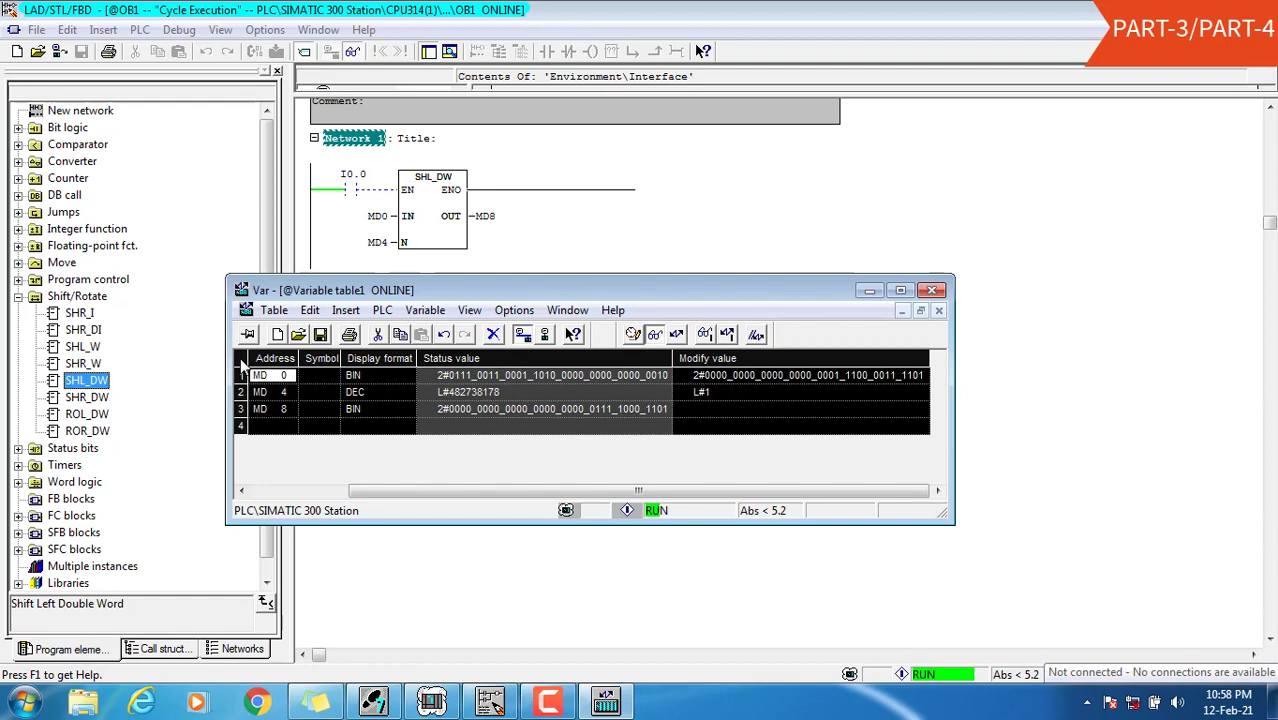 LAD/STL/FBD - [@OB1 -- "Cycle Execution" -- PLC\SIMATIC 300 Station\CPU314(1)\...\OB1 ONLINE]
PART-3/PART-4
File Edit Insert PLC Debug View Options Window Help
Contents Of: 'Environment\Interface'
New network
Bit logic
Comparator
Converter
Counter
DB call
Jumps
Integer function
Floating-point fct.
Move
Program control
Shift/Rotate
SHR_I
SHR_DI
SHL_W
SHR_W
SHL_DW
SHR_DW
ROL_DW
ROR_DW
Status bits
Timers
Word logic
FB blocks
FC blocks
SFB blocks
SFC blocks
Multiple instances
Libraries
Shift Left Double Word
Program eleme... Call struct... Networks
Comment:
Network 1 : Title:
I0.0 SHL_DW
EN ENO
MD0 IN OUT MD8
MD4 N
Var - [@Variable table1 ONLINE]
Table Edit Insert PLC Variable View Options Window Help
Address Symbol Display format Status value Modify value
1 MD 0 BIN 2#0111_0011_0001_1010_0000_0000_0000_0010 2#0000_0000_0000_0000_0001_1100_0011_1101
2 MD 4 DEC L#482738178 L#1
3 MD 8 BIN 2#0000_0000_0000_0000_0000_0111_1000_1101
4
PLC\SIMATIC 300 Station RUN Abs < 5.2
Press F1 to get Help. RUN Abs < 5.2
Not connected - No connections are available
10:58 PM
12-Feb-21